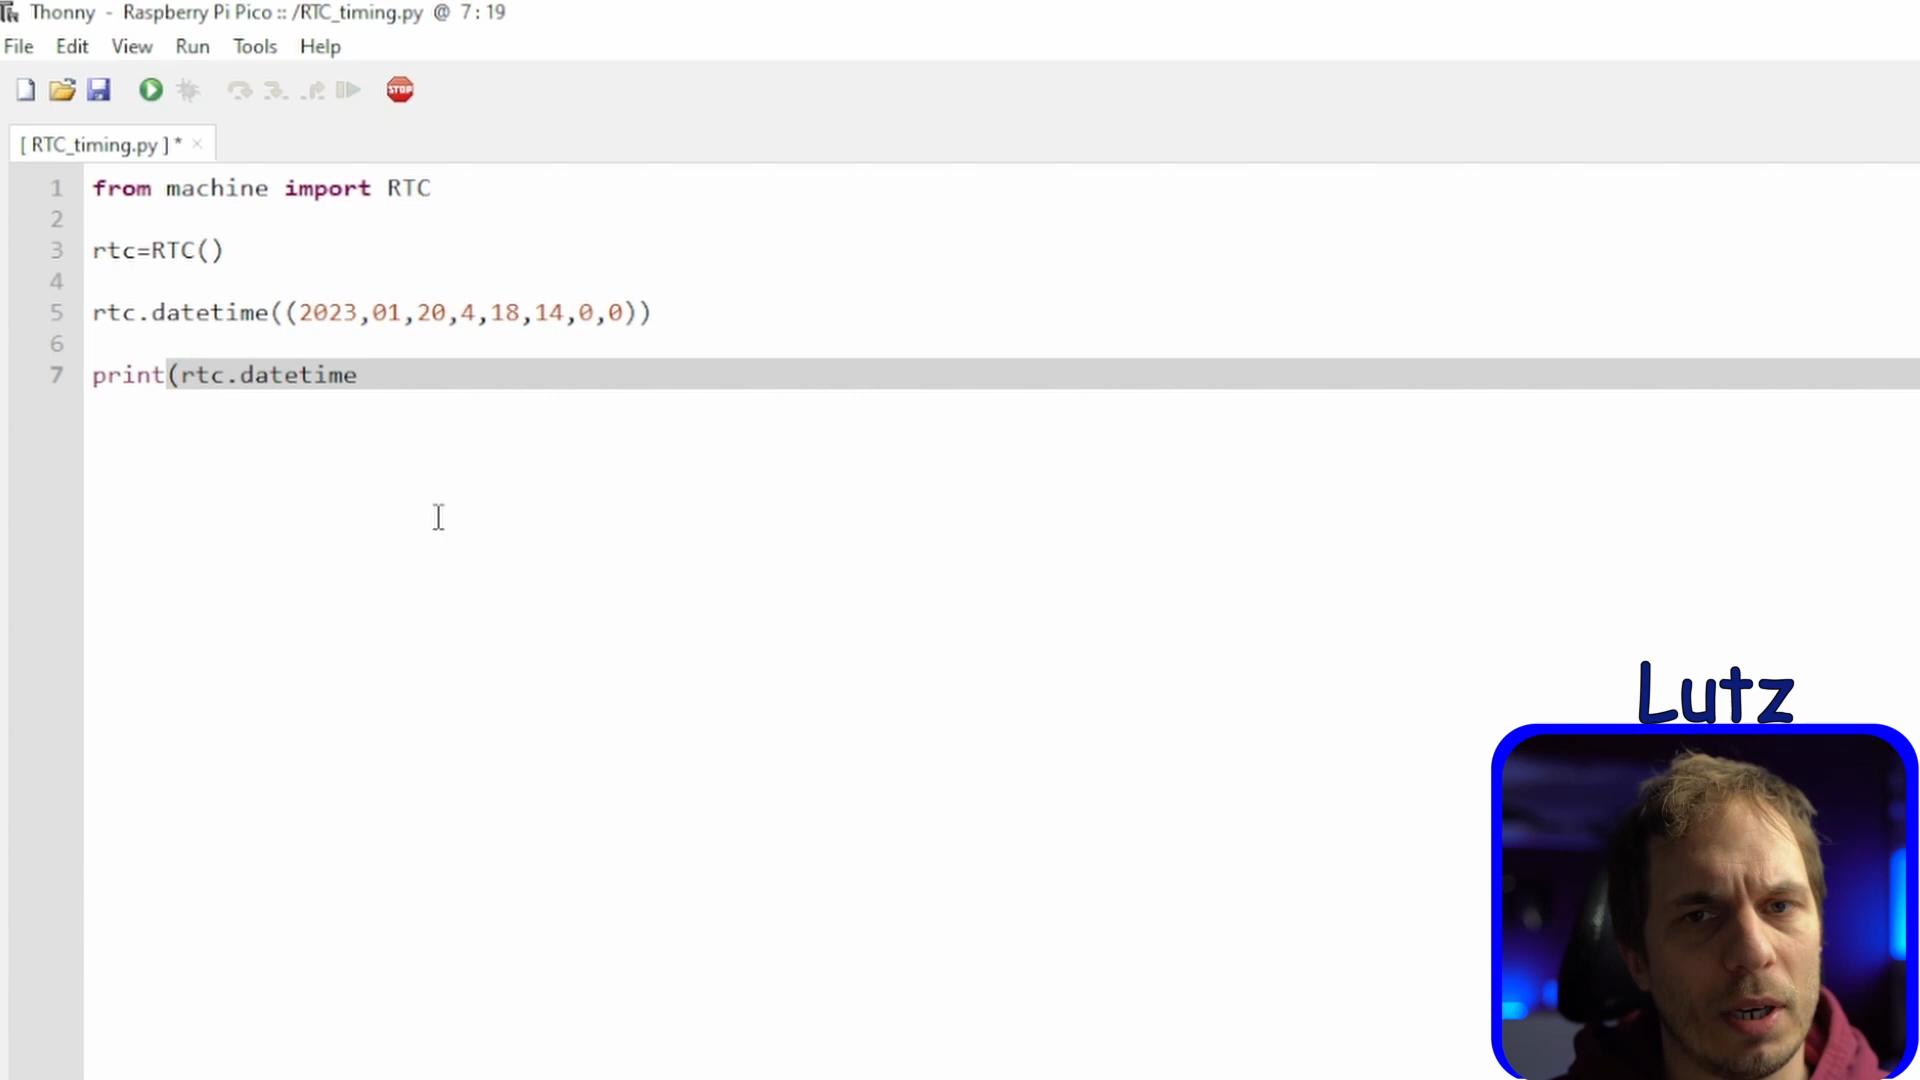 Thonny - Raspberry Pi Pico :: /RTC_timing.py @ 7:19
File Edit View Run Tools Help
STOP
[ RTC_timing.py ] * ×
1 from machine import RTC
2
3 rtc=RTC()
4
5 rtc.datetime((2023,01,20,4,18,14,0,0))
6
7 print(rtc.datetime
Lutz